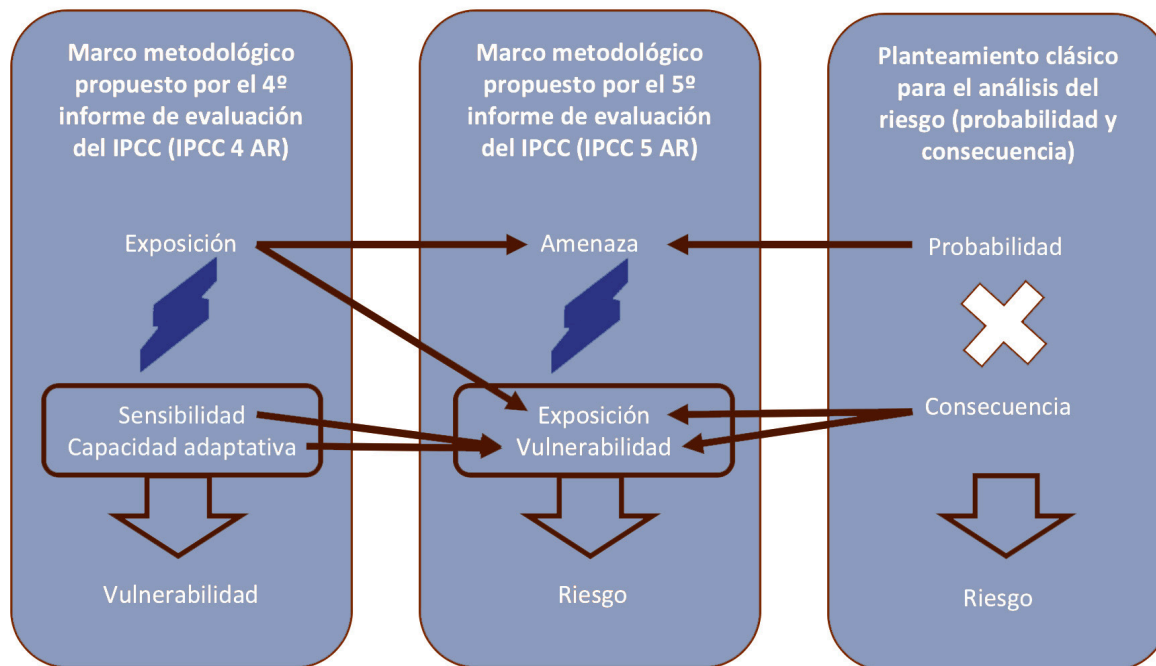 Marco metodológico
propuesto por el 4º
informe de evaluación
del IPCC (IPCC 4 AR)
Exposición
Sensibilidad
Capacidad adaptativa
Vulnerabilidad
Marco metodológico
propuesto por el 5º
informe de evaluación
del IPCC (IPCC 5 AR)
Amenaza
Exposición
Vulnerabilidad
Riesgo
Planteamiento clásico
para el análisis del
riesgo (probabilidad y
consecuencia)
Probabilidad
Consecuencia
Riesgo